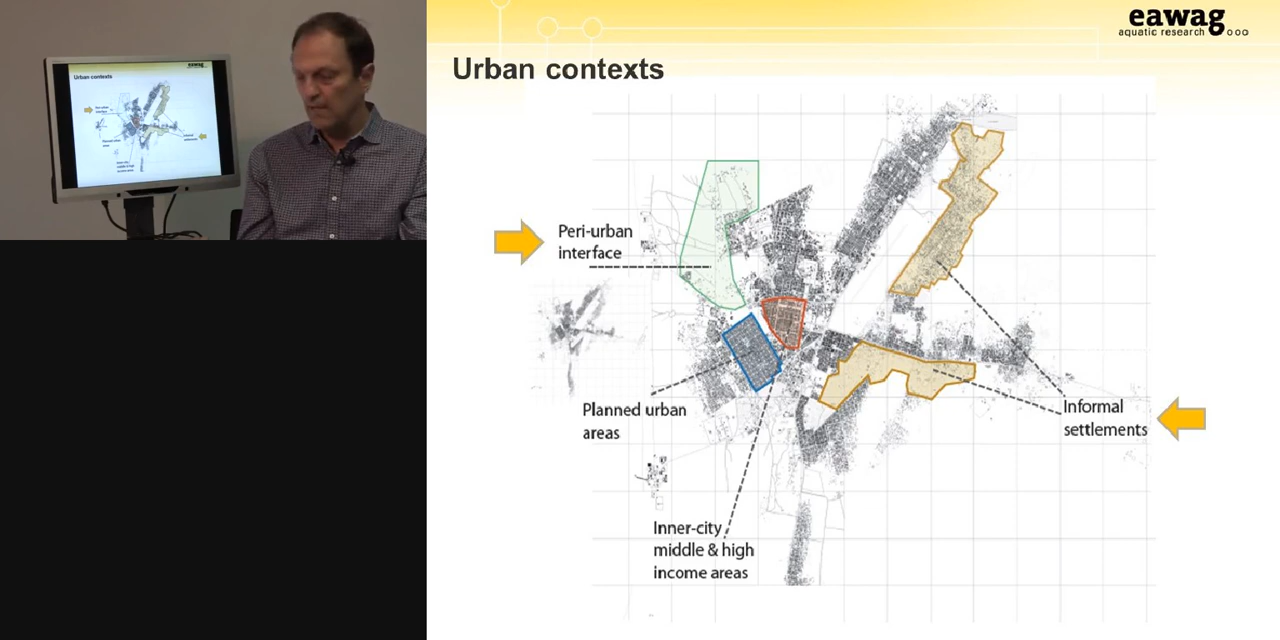 eawag
aquatic research
Urban contexts
Peri-urban
interface
Planned urban
areas
Informal
settlements
Inner-city
middle & high
income areas
eawag
Urban contexts